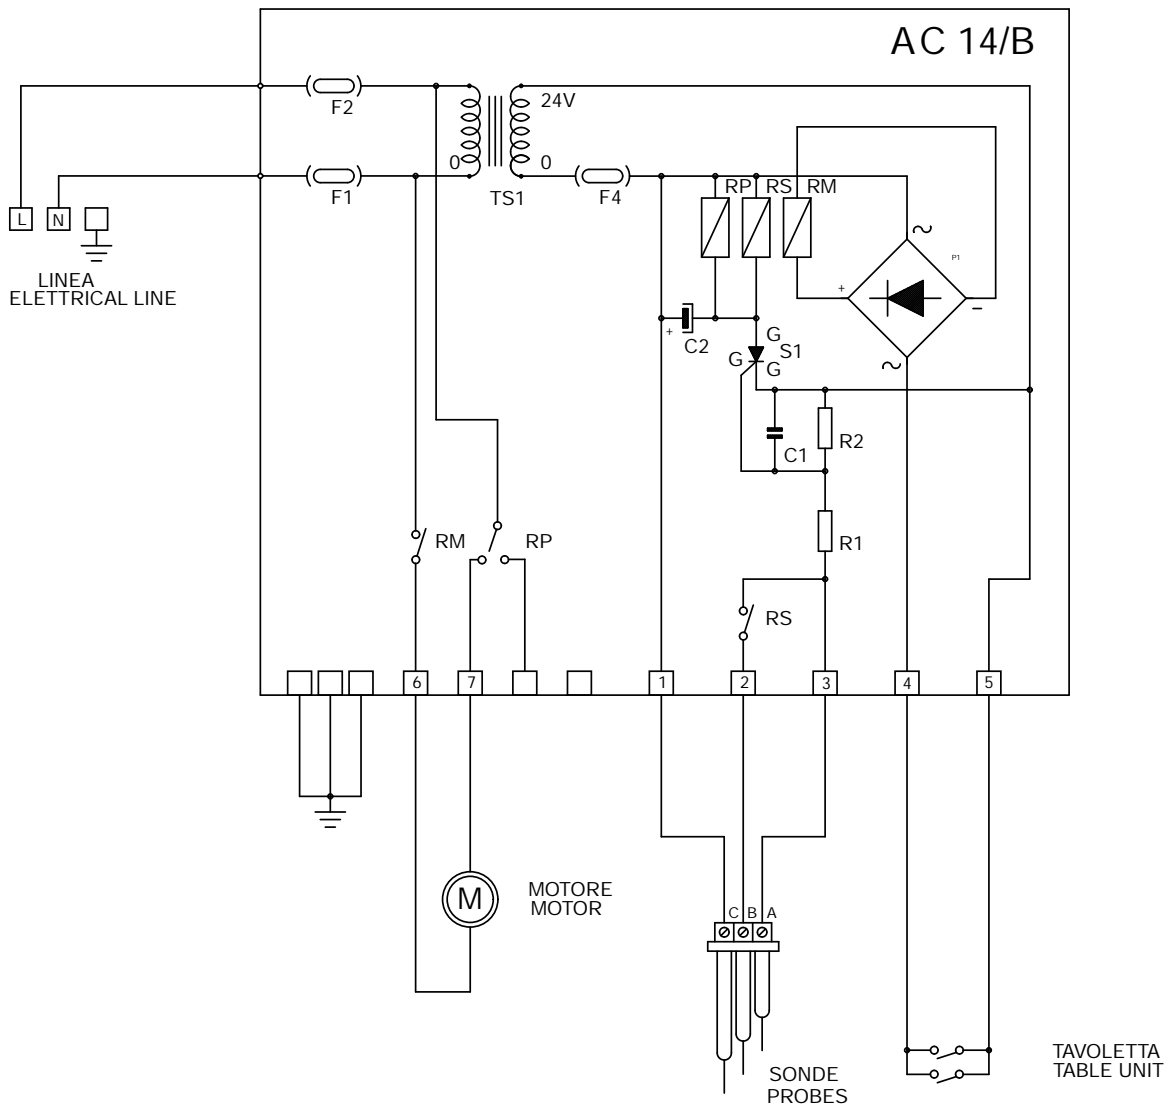 AC 14/B
F2
24V
0
0
F1
TS1
F4
RP
RS
RM
L
N
LINEA
ELETTRICAL LINE
P1
+
+
C2
G
S1
G
G
R2
C1
RM
RP
R1
RS
6
7
1
2
3
4
5
M
MOTORE
MOTOR
C
B
A
SONDE
PROBES
TAVOLETTA
TABLE UNIT